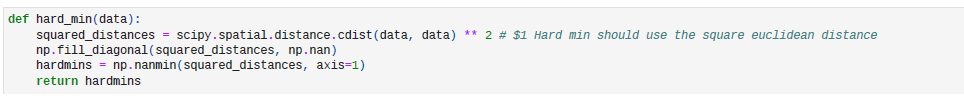 def hard_min(data):
    squared_distances = scipy.spatial.distance.cdist(data, data) ** 2 # $1 Hard min should use the square euclidean distance
    np.fill_diagonal(squared_distances, np.nan)
    hardmins = np.nanmin(squared_distances, axis=1)
    return hardmins